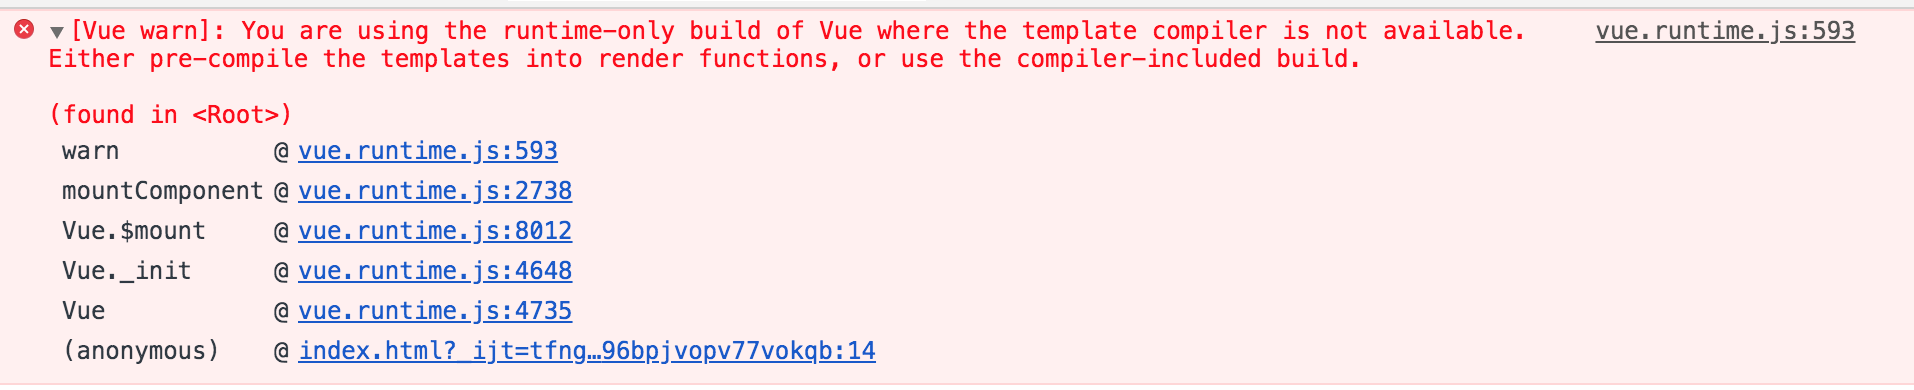 ▼[Vue warn]: You are using the runtime-only build of Vue where the template compiler is not available. vue.runtime.js:593
Either pre-compile the templates into render functions, or use the compiler-included build.
(found in <Root>)
warn @ vue.runtime.js:593
mountComponent @ vue.runtime.js:2738
Vue.$mount @ vue.runtime.js:8012
Vue._init @ vue.runtime.js:4648
Vue @ vue.runtime.js:4735
(anonymous) @ index.html?_ijt=tfng…96bpjvopv77vokqb:14